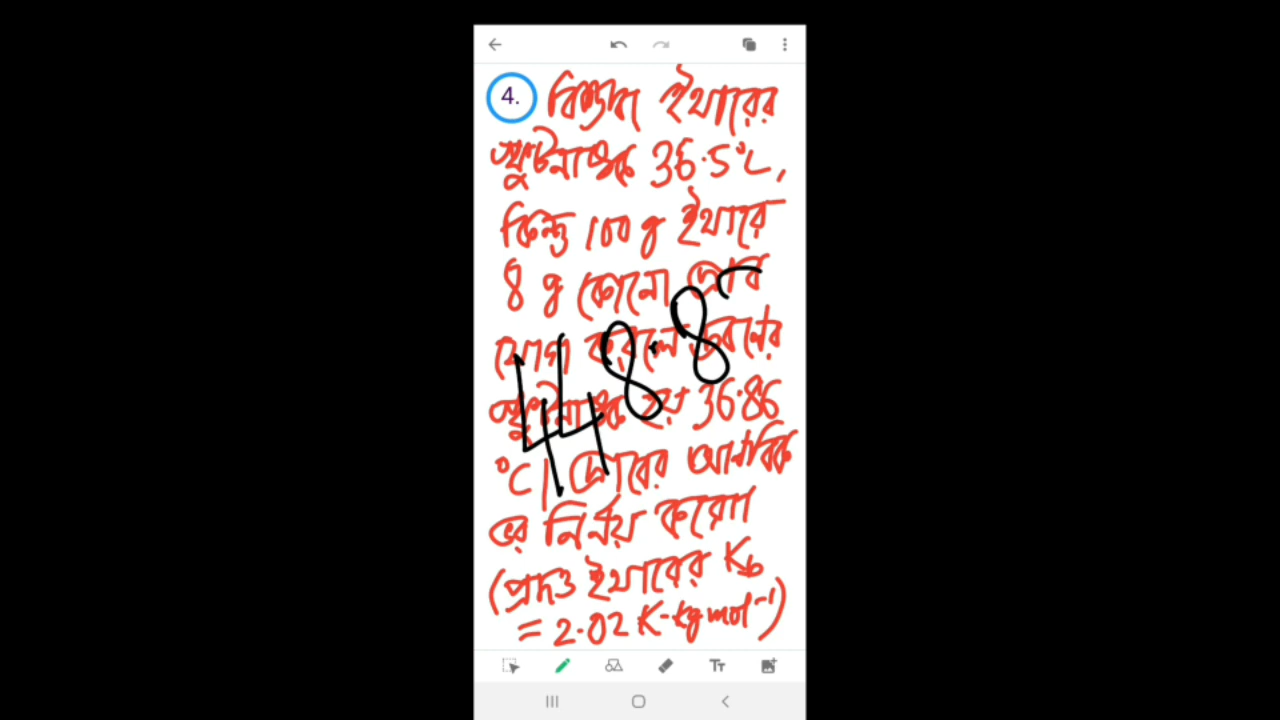 4. বিশুদ্ধ ইথারের
স্ফুটনাঙ্ক 36.5°C,
কিন্তু 100 g ইথারে
8 g কোনো দ্রাব
যোগ করলে দ্রবণের
স্ফুটনাঙ্ক হয় 36.86
°C| দ্রাবের আণবিক
ভর নির্ণয় করো।
(প্রদত্ত ইথারের Kb
= 2.02 K-kg mol⁻¹)
448.8
Tт